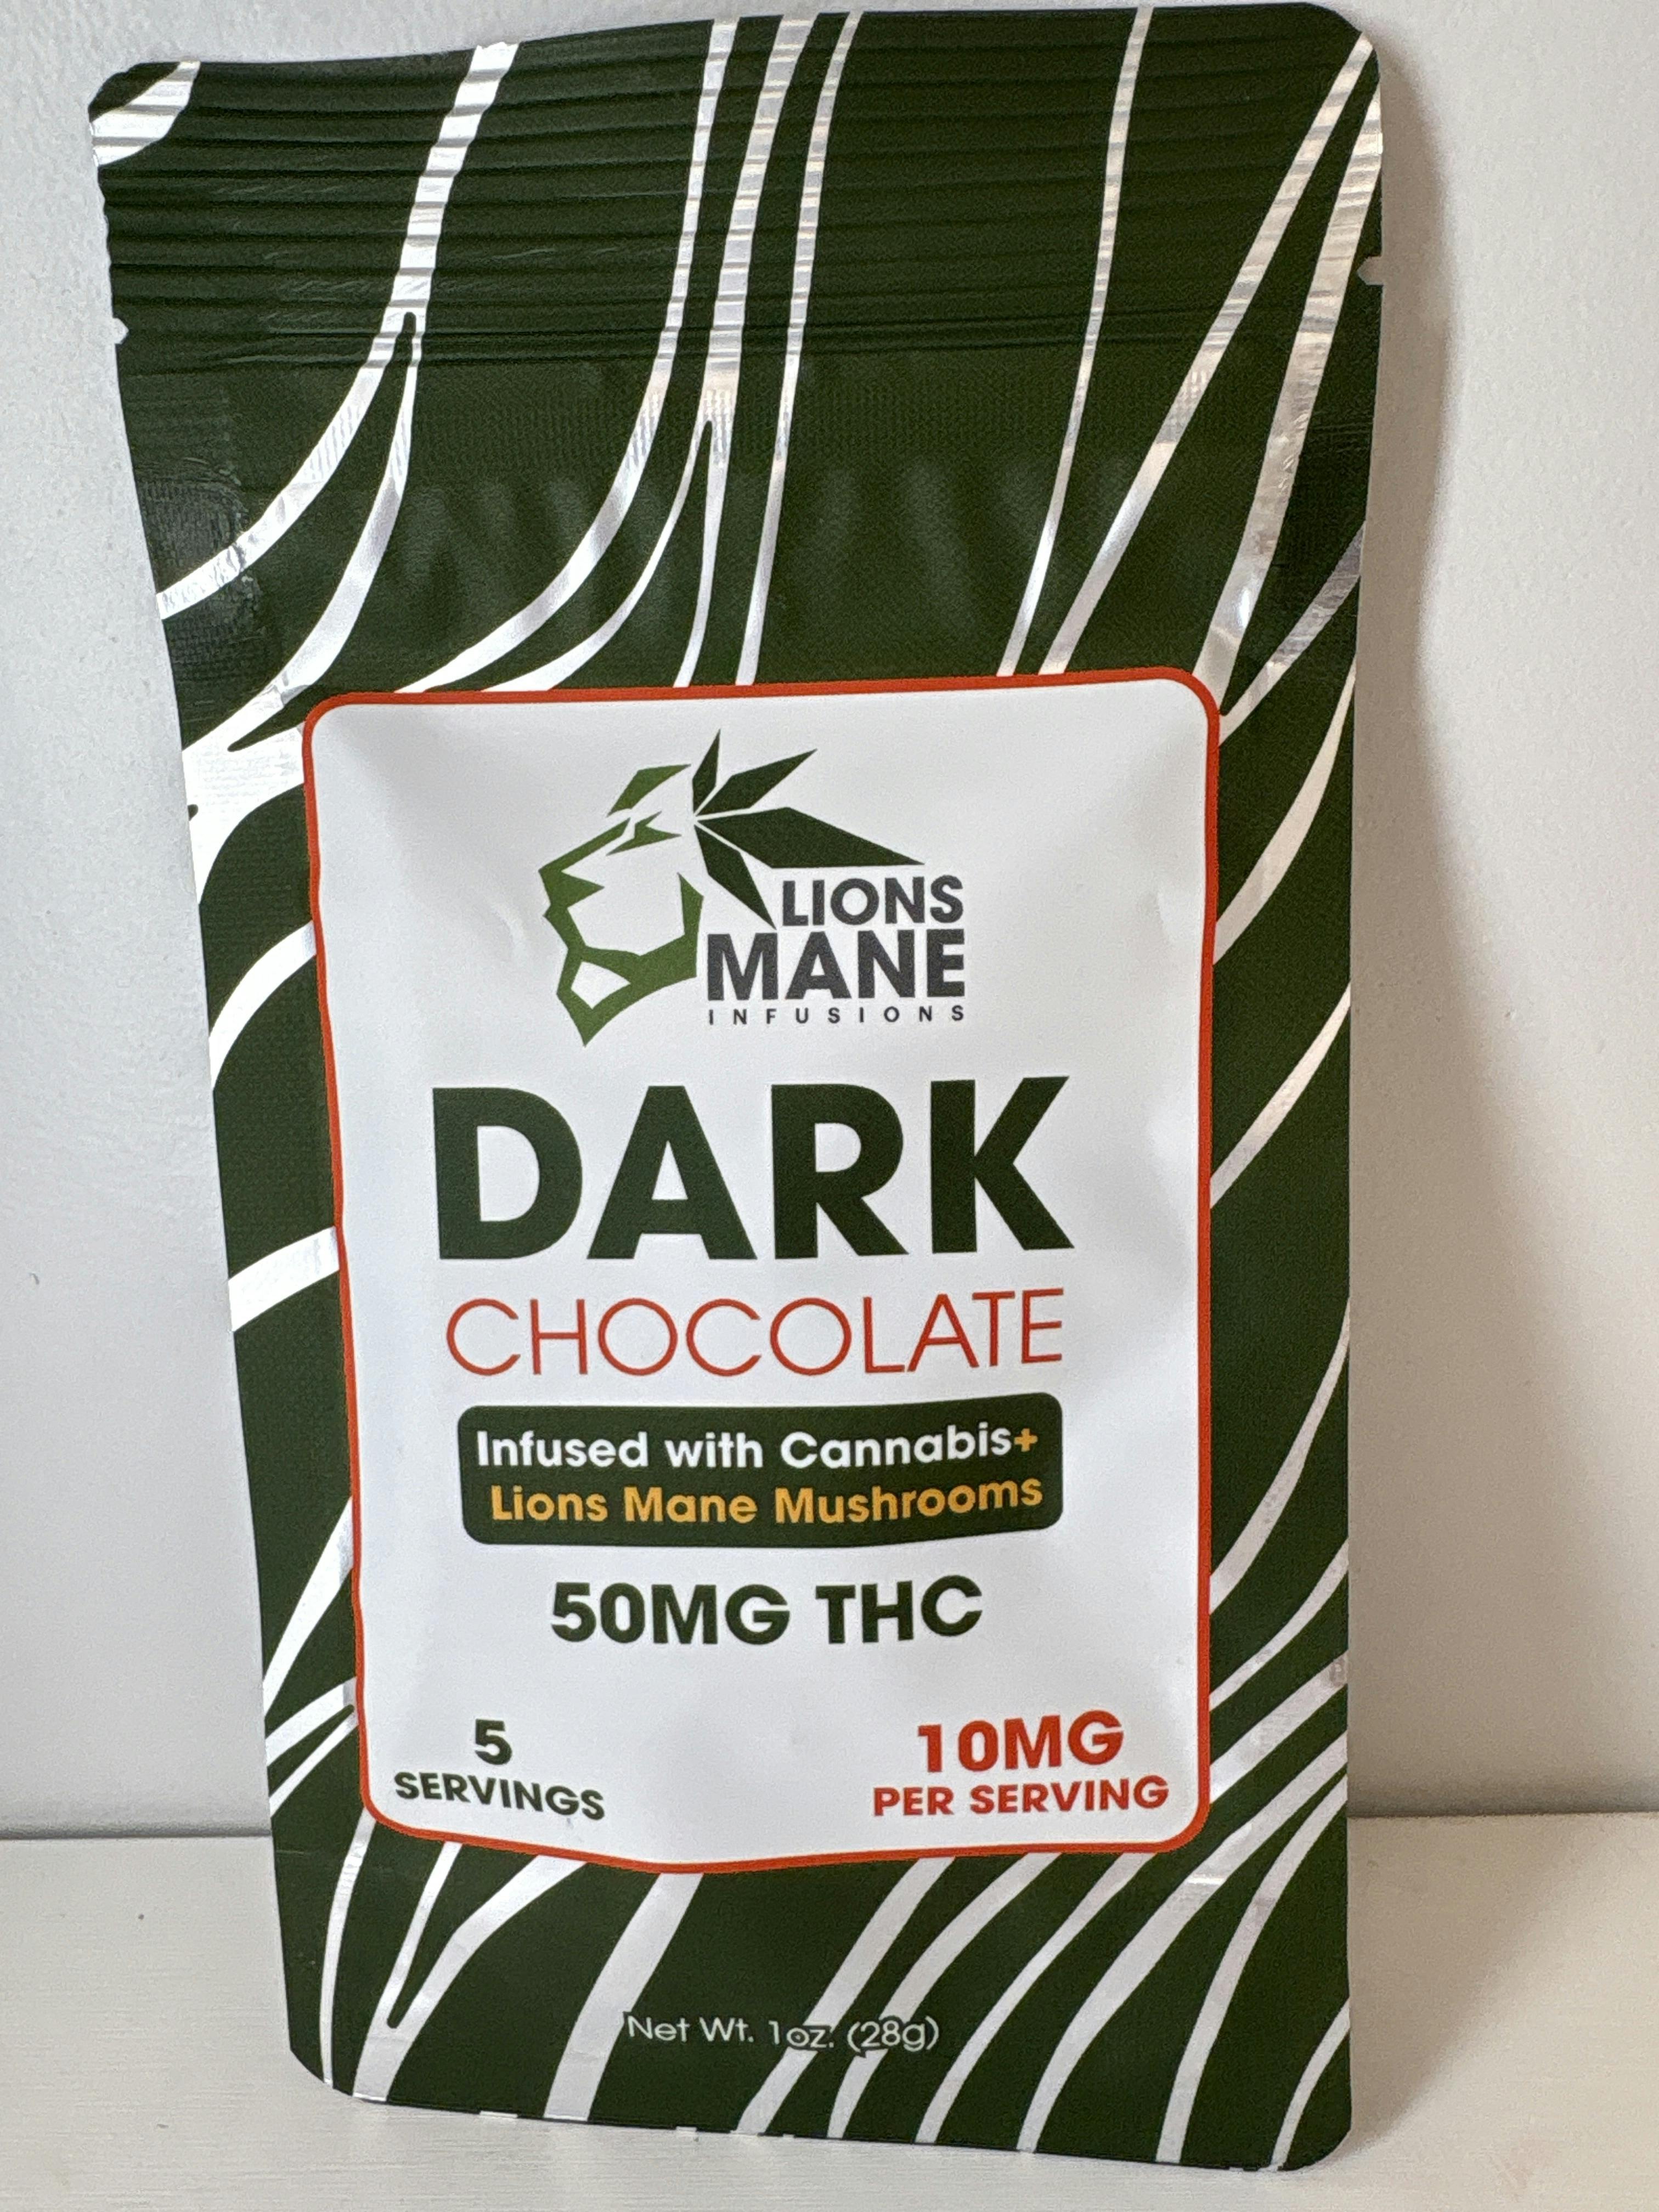 LIONS
MANE
INFUSIONS
DARK
CHOCOLATE
Infused with Cannabis+
Lions Mane Mushrooms
50MG THC
5
SERVINGS
10MG
PER SERVING
Net Wt. 1oz. (28g)